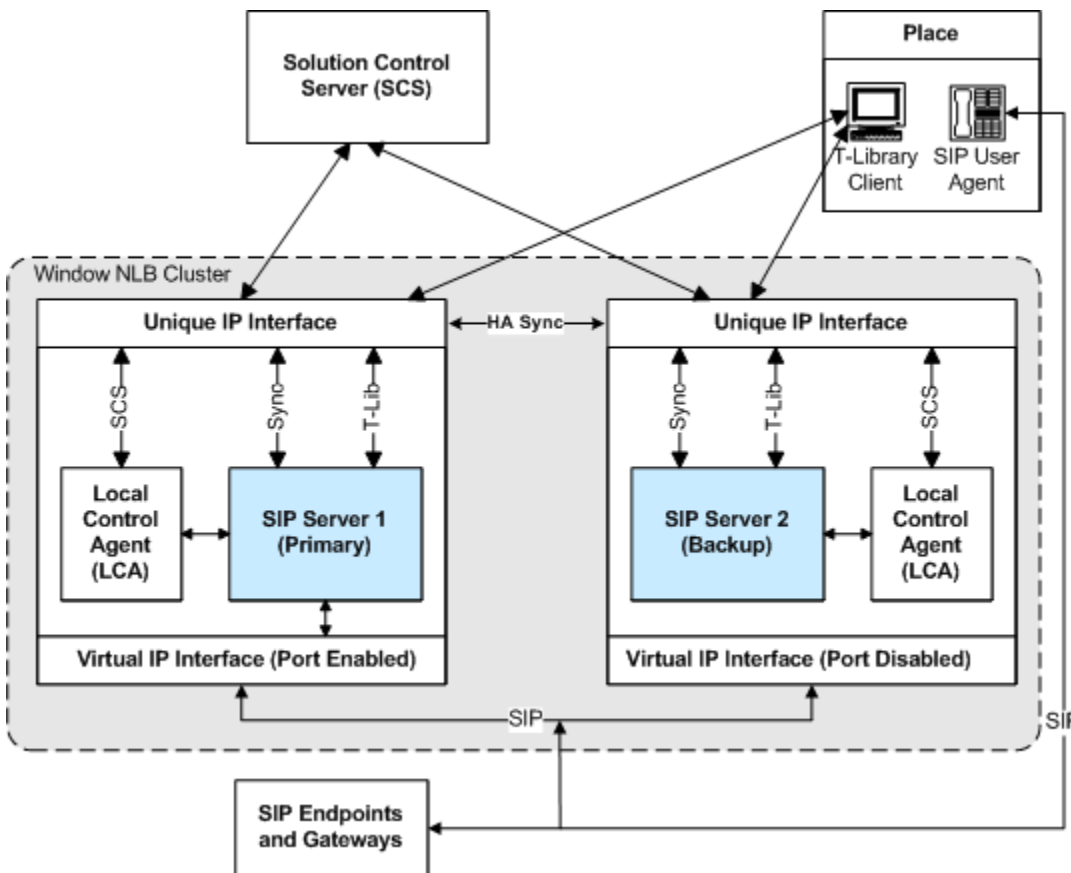 Solution Control
Server (SCS)
Place
T-Library
Client
SIP User
Agent
Window NLB Cluster
Unique IP Interface
HA Sync
Unique IP Interface
SCS
Sync
T-Lib
Sync
T-Lib
SCS
Local
Control
Agent
(LCA)
SIP Server 1
(Primary)
SIP Server 2
(Backup)
Local
Control
Agent
(LCA)
Virtual IP Interface (Port Enabled)
Virtual IP Interface (Port Disabled)
SIP
SIP
SIP Endpoints
and Gateways